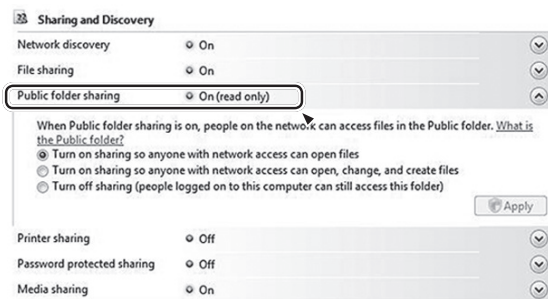 Sharing and Discovery
Network discovery On
File sharing On
Public folder sharing On (read only)
When Public folder sharing is on, people on the network can access files in the Public folder. What is
the Public folder?
Turn on sharing so anyone with network access can open files
Turn on sharing so anyone with network access can open, change, and create files
Turn off sharing (people logged on to this computer can still access this folder)
Apply
Printer sharing Off
Password protected sharing Off
Media sharing On